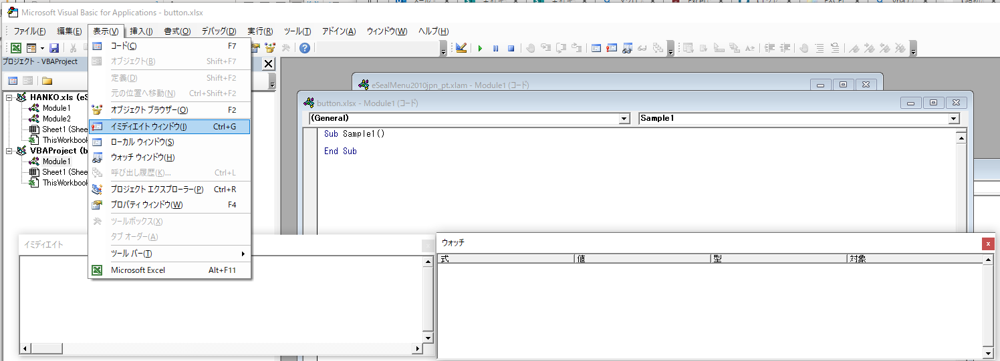 Microsoft Visual Basic for Applications - button.xlsx
ファイル(F) 編集(E) 表示(V) 挿入(I) 書式(O) デバッグ(D) 実行(R) ツール(T) アドイン(A) ウィンドウ(W) ヘルプ(H)
プロジェクト - VBAProject
HANKO.xls (eS
Module1
Module2
Sheet1 (Shee
ThisWorkbook
VBAProject (b
Module1
Sheet1 (Shee
ThisWorkbook
コード(C) F7
オブジェクト(B) Shift+F7
定義(D) Shift+F2
元の位置へ移動(N) Ctrl+Shift+F2
オブジェクト ブラウザー(O) F2
イミディエイト ウィンドウ(I) Ctrl+G
ローカル ウィンドウ(S)
ウォッチ ウィンドウ(H)
呼び出し履歴(K)... Ctrl+L
プロジェクト エクスプローラー(P) Ctrl+R
プロパティ ウィンドウ(W) F4
ツールボックス(X)
タブ オーダー(A)
ツール バー(T)
Microsoft Excel Alt+F11
eSealMenu2010jpn_pt.xlam - Module1 (コード)
button.xlsx - Module1 (コード)
(General) Sample1
Sub Sample1()
End Sub
イミディエイト
ウォッチ
式 値 型 対象